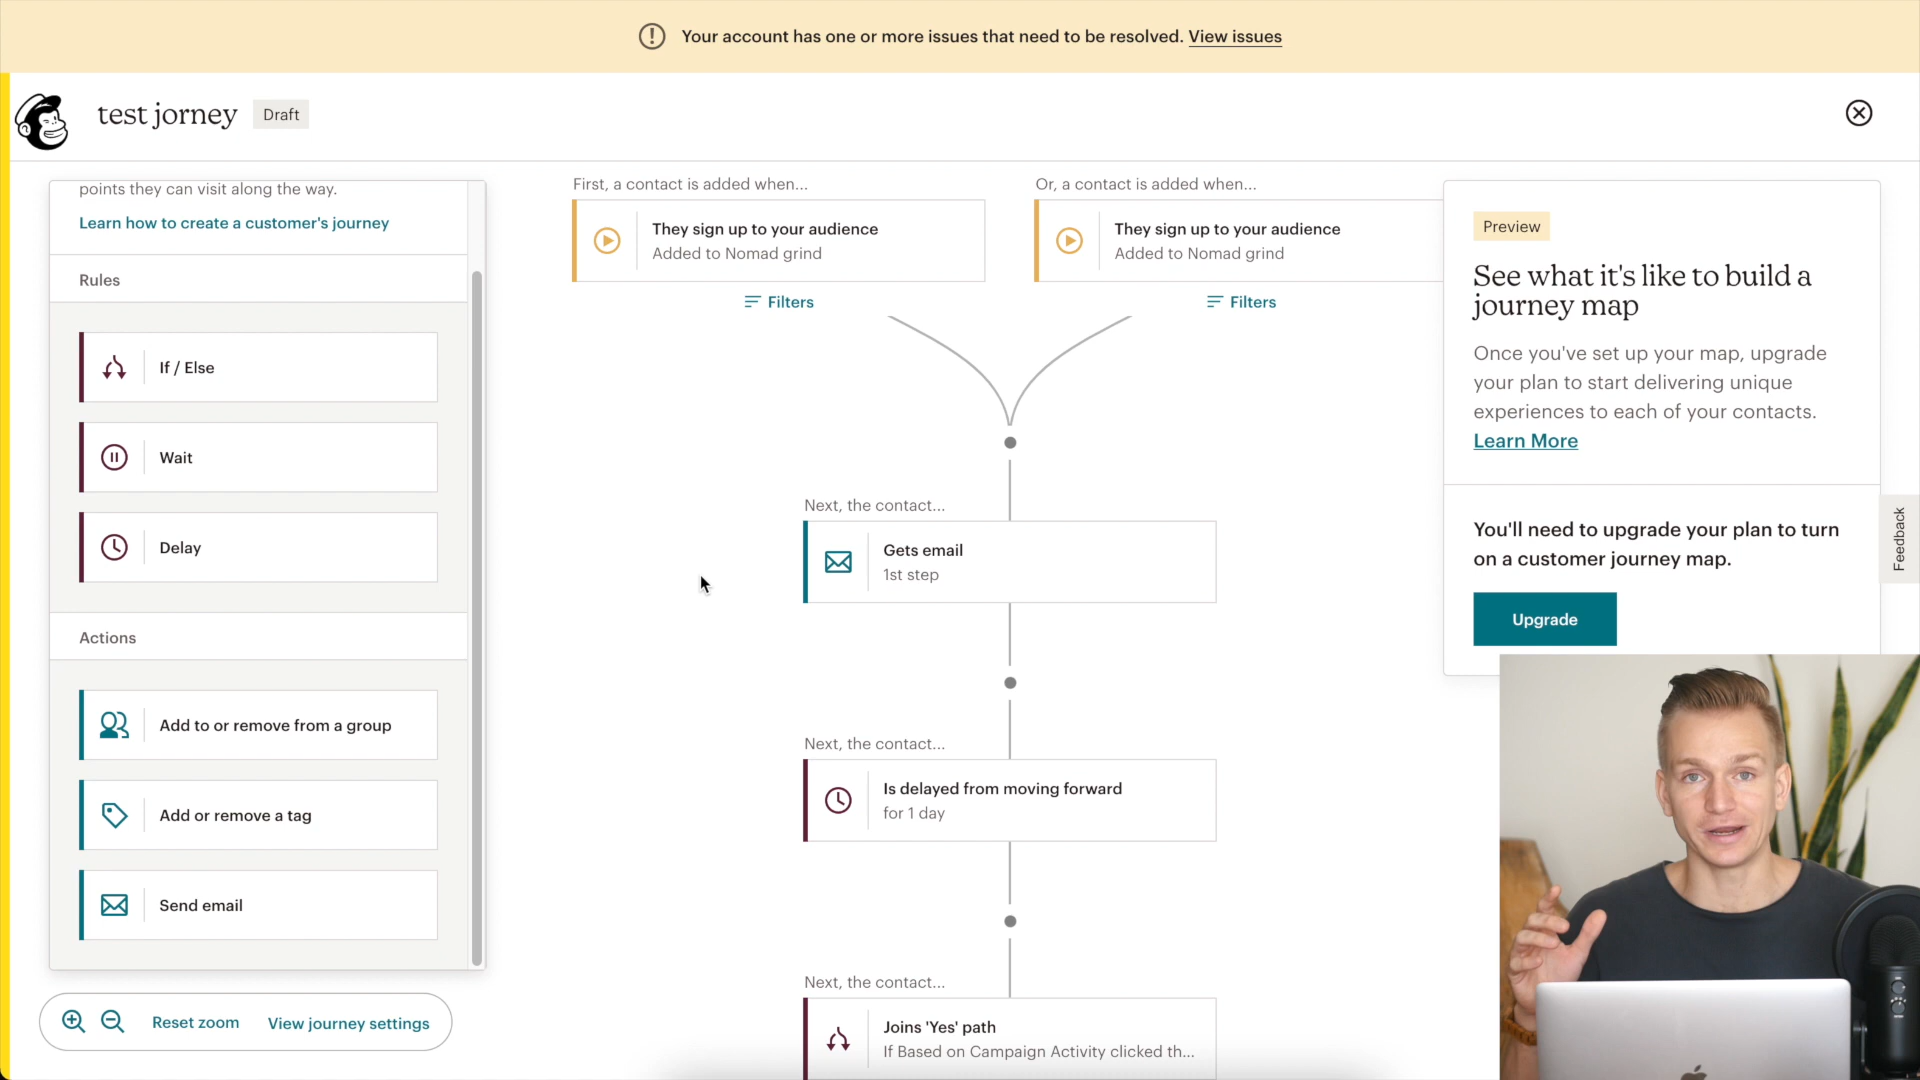 Your account has one or more issues that need to be resolved. View issues
test jorney
Draft
points they can visit along the way.
Learn how to create a customer's journey
Rules
If / Else
Wait
Delay
Actions
Add to or remove from a group
Add or remove a tag
Send email
Reset zoom
View journey settings
First, a contact is added when...
They sign up to your audience
Added to Nomad grind
Filters
Or, a contact is added when...
They sign up to your audience
Added to Nomad grind
Filters
Next, the contact...
Gets email
1st step
Next, the contact...
Is delayed from moving forward
for 1 day
Next, the contact...
Joins 'Yes' path
If Based on Campaign Activity clicked th...
Preview
See what it's like to build a
journey map
Once you've set up your map, upgrade
your plan to start delivering unique
experiences to each of your contacts.
Learn More
You'll need to upgrade your plan to turn
on a customer journey map.
Upgrade
Feedback